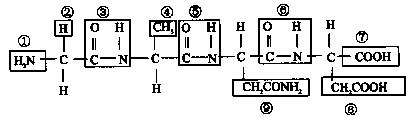 ② ③ ④ ⑤ ⑥
H O H CH₃ O H H O H H ⑦
① H₂N C C N C C N C C N C COOH
H H CH₂CONH₂ CH₂COOH
H H ⑨ ⑧